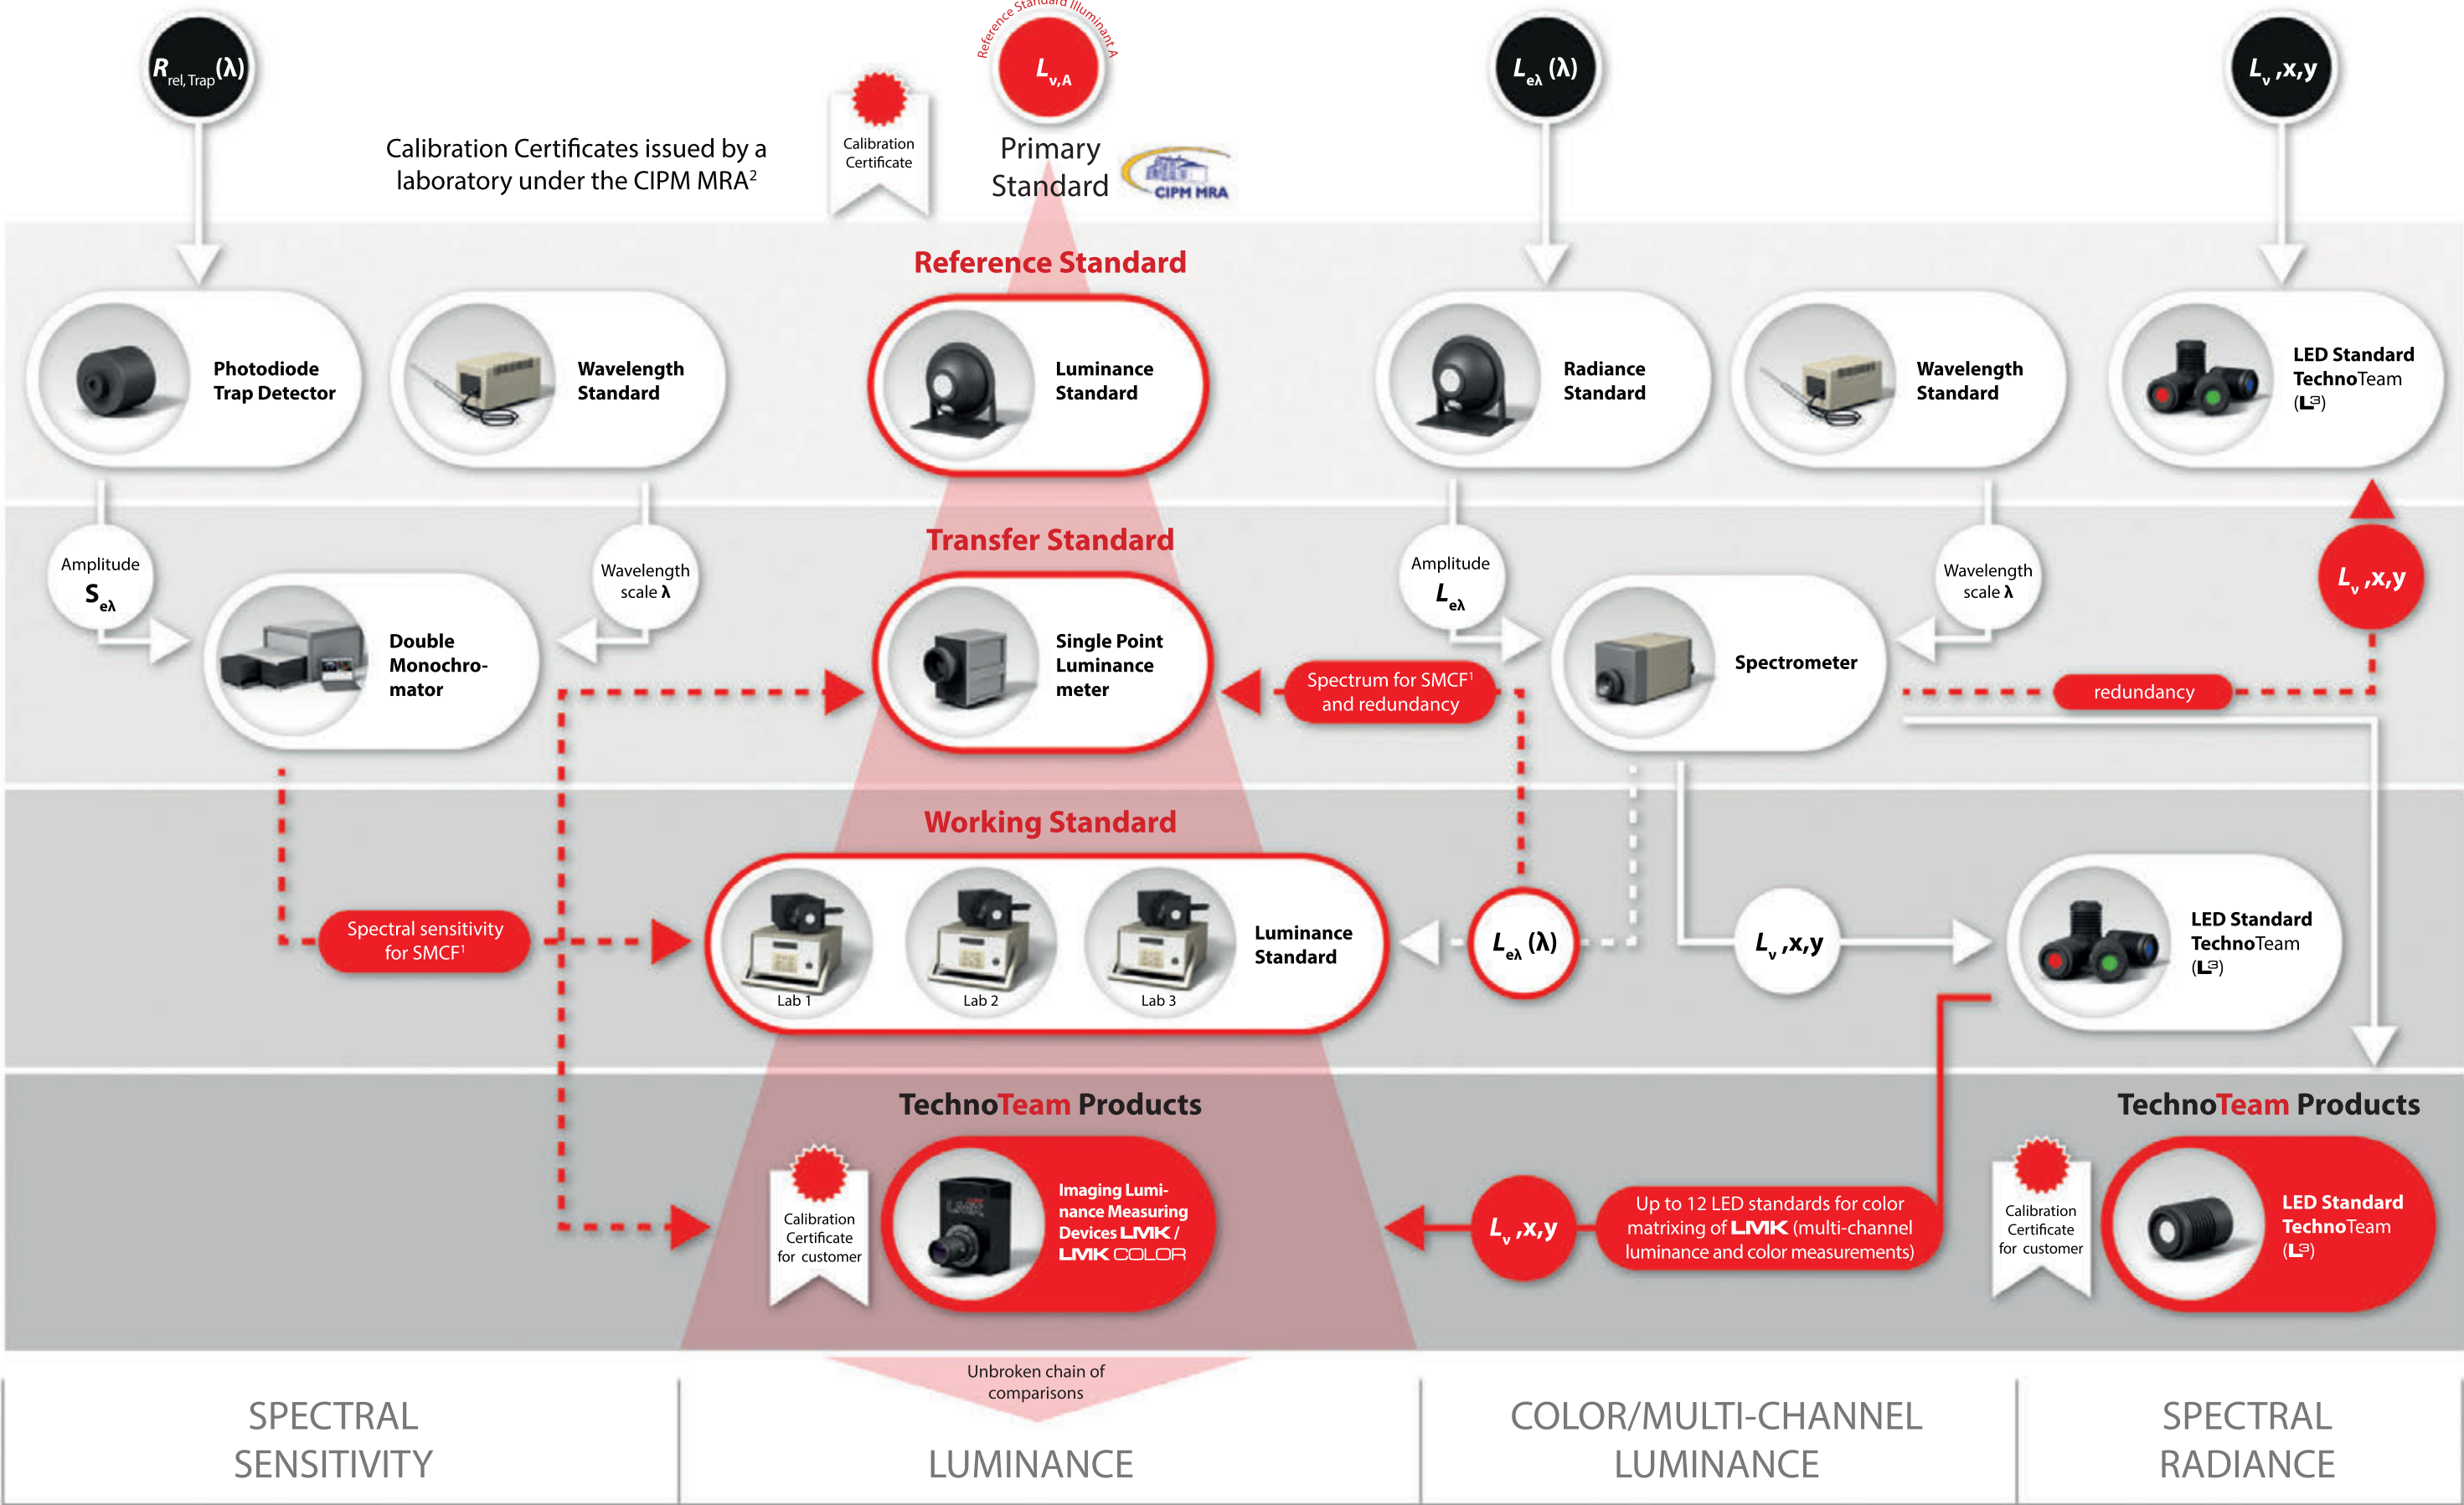 Reference Standard Illuminant A
Rrel, Trap(λ)
Lv,A
Leλ (λ)
Lv ,x,y
Calibration Certificates issued by a
laboratory under the CIPM MRA²
Calibration
Certificate
Primary
Standard
CIPM MRA
Reference Standard
Photodiode
Trap Detector
Wavelength
Standard
Luminance
Standard
Radiance
Standard
Wavelength
Standard
LED Standard
TechnoTeam
(L³)
Transfer Standard
Amplitude
Seλ
Wavelength
scale λ
Amplitude
Leλ
Wavelength
scale λ
Lv ,x,y
Double
Monochro-
mator
Single Point
Luminance
meter
Spectrum for SMCF¹
and redundancy
Spectrometer
redundancy
Working Standard
Spectral sensitivity
for SMCF¹
Lab 1
Lab 2
Lab 3
Luminance
Standard
Leλ (λ)
Lv ,x,y
LED Standard
TechnoTeam
(L³)
TechnoTeam Products
TechnoTeam Products
Calibration
Certificate
for customer
LMK
Imaging Lumi-
nance Measuring
Devices LMK /
LMK COLOR
Lv ,x,y
Up to 12 LED standards for color
matrixing of LMK (multi-channel
luminance and color measurements)
Calibration
Certificate
for customer
LED Standard
TechnoTeam
(L³)
Unbroken chain of
comparisons
SPECTRAL
SENSITIVITY
LUMINANCE
COLOR/MULTI-CHANNEL
LUMINANCE
SPECTRAL
RADIANCE